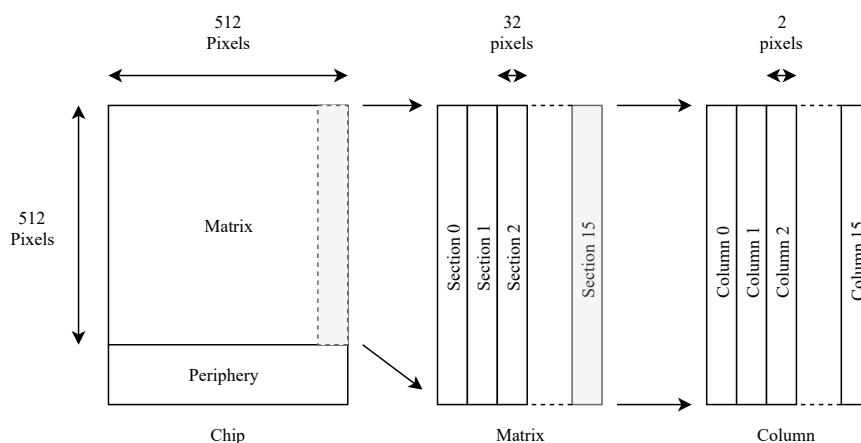 512
Pixels
32
pixels
2
pixels
512
Pixels
Matrix
Periphery
Chip
Section 0
Section 1
Section 2
Section 15
Matrix
Column 0
Column 1
Column 2
Column 15
Column